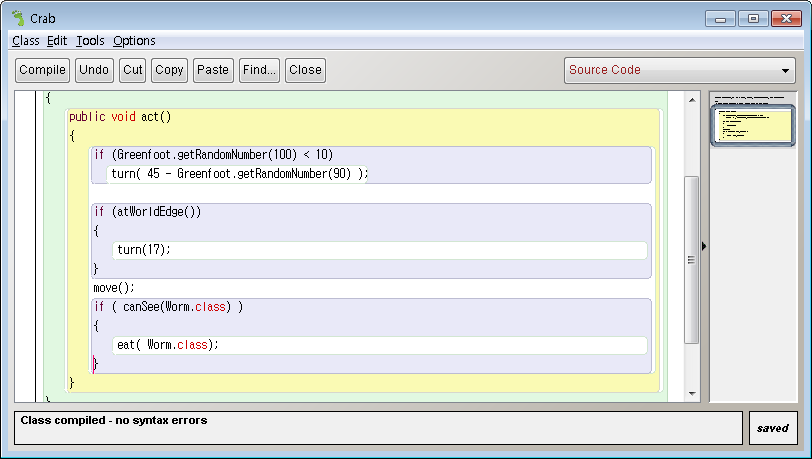 Crab
Class Edit Tools Options
Compile Undo Cut Copy Paste Find... Close Source Code
{
public void act()
{
if (Greenfoot.getRandomNumber(100) < 10)
turn( 45 - Greenfoot.getRandomNumber(90) );
if (atWorldEdge())
{
turn(17);
}
move();
if ( canSee(Worm.class) )
{
eat( Worm.class);
}
}
}
Class compiled - no syntax errors
saved